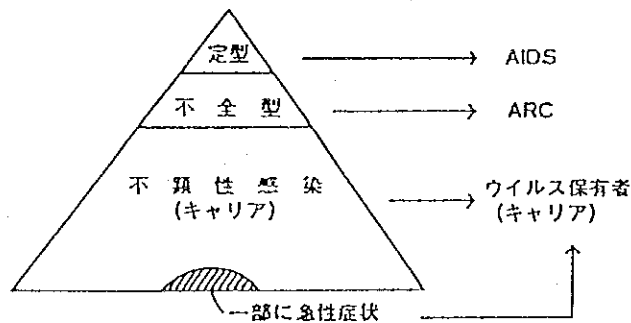 定型
AIDS
不全型
ARC
不顕性感染
(キャリア)
ウイルス保有者
(キャリア)
一部に急性症状